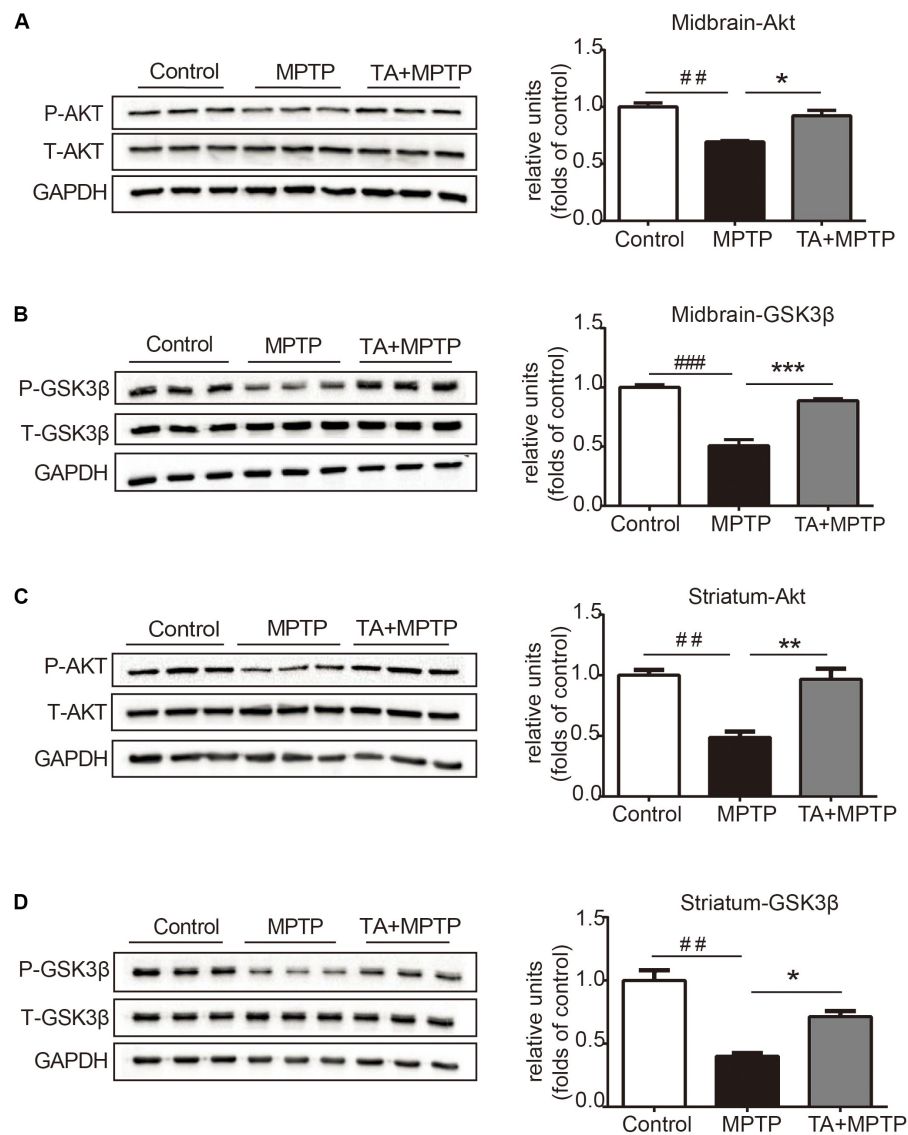 A
Control MPTP TA+MPTP
P-AKT
T-AKT
GAPDH
Midbrain-Akt
relative units
(folds of control)
1.5
1.0
0.5
0.0
## *
Control MPTP TA+MPTP
B
Control MPTP TA+MPTP
P-GSK3β
T-GSK3β
GAPDH
Midbrain-GSK3β
relative units
(folds of control)
1.5
1.0
0.5
0.0
### ***
Control MPTP TA+MPTP
C
Control MPTP TA+MPTP
P-AKT
T-AKT
GAPDH
Striatum-Akt
relative units
(folds of control)
1.5
1.0
0.5
0.0
## **
Control MPTP TA+MPTP
D
Control MPTP TA+MPTP
P-GSK3β
T-GSK3β
GAPDH
Striatum-GSK3β
relative units
(folds of control)
1.5
1.0
0.5
0.0
## *
Control MPTP TA+MPTP